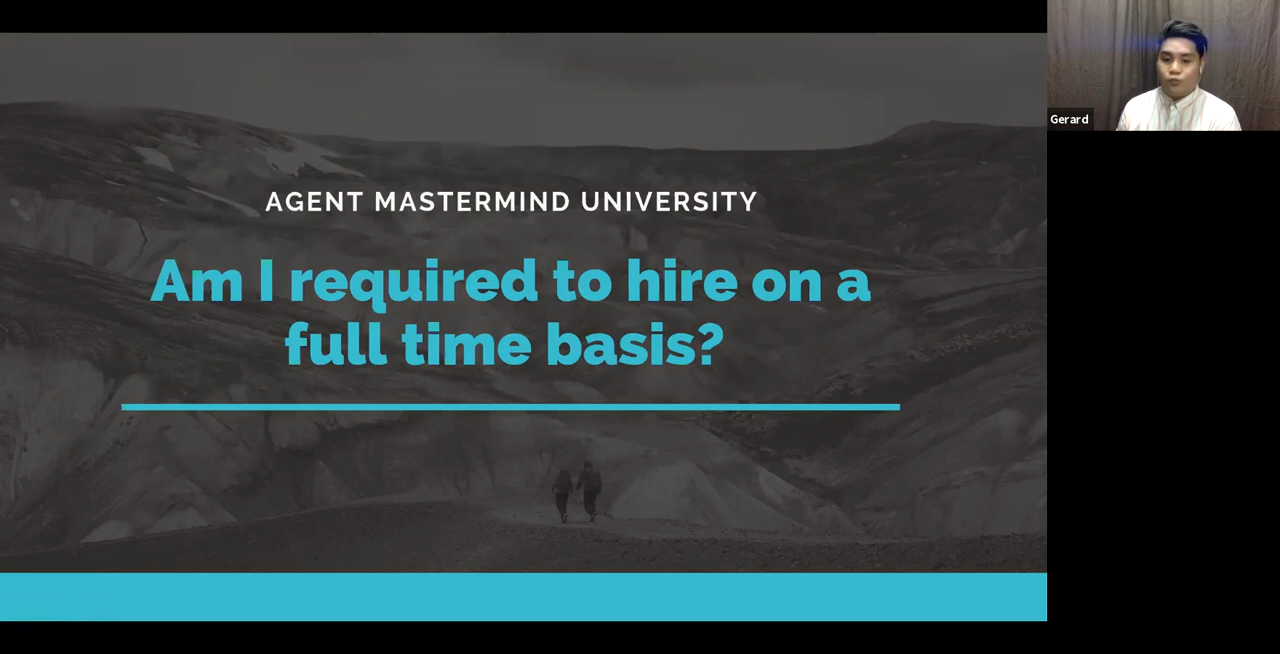 AGENT MASTERMIND UNIVERSITY
Am I required to hire on a
full time basis?
Gerard